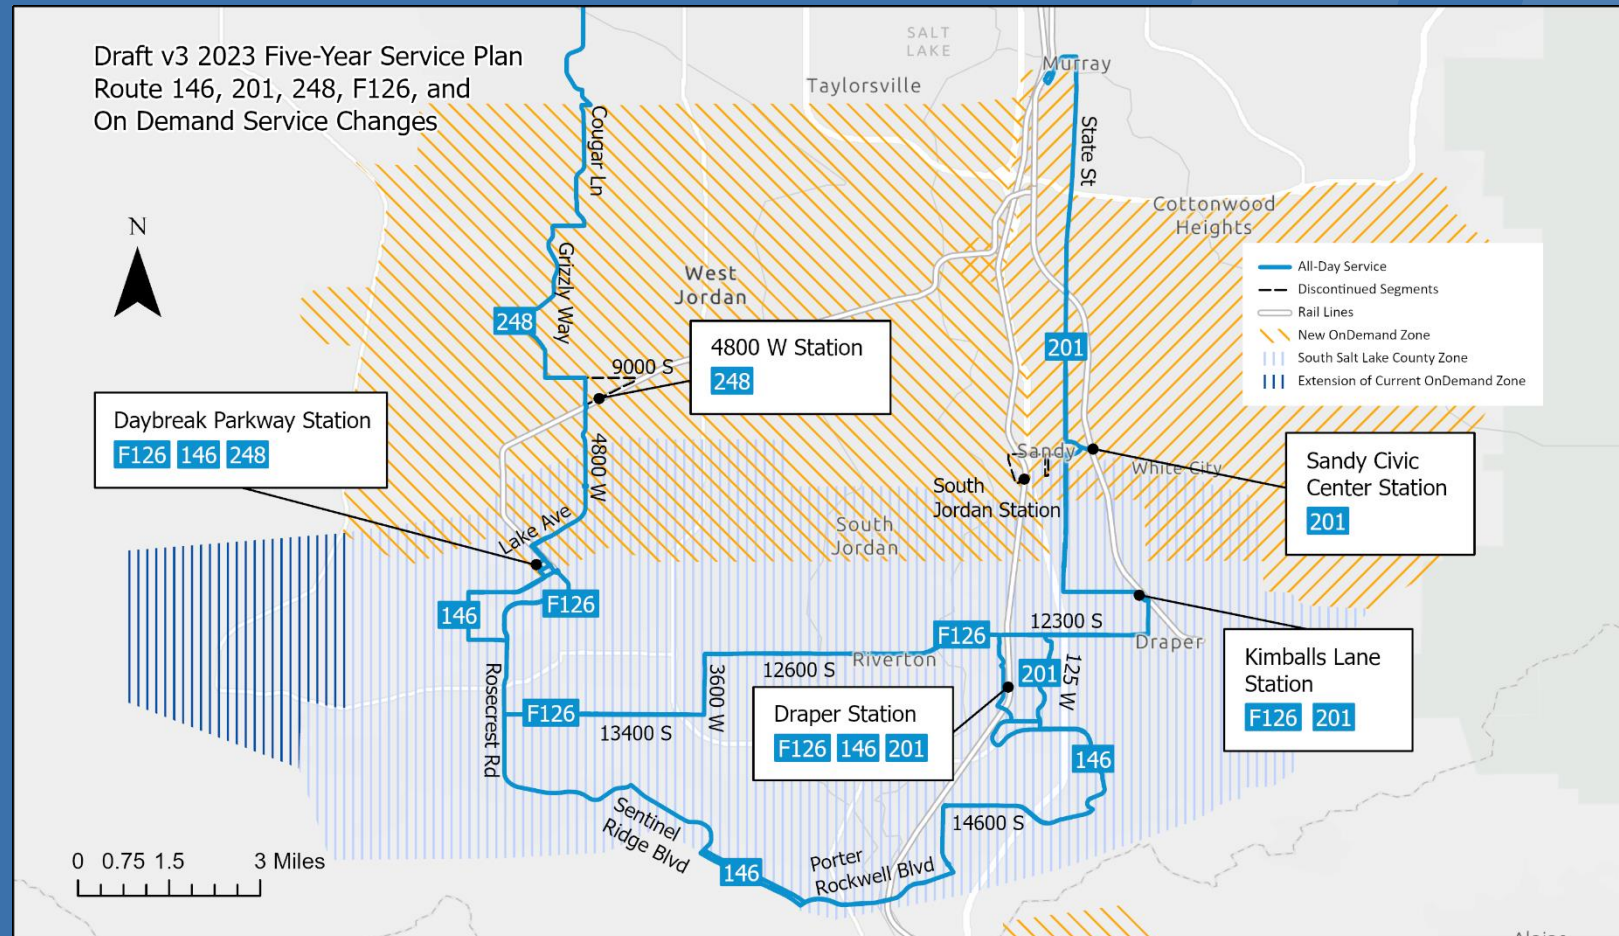 Draft v3 2023 Five-Year Service Plan
Route 146, 201, 248, F126, and
On Demand Service Changes
N
SALT
LAKE
Murray
Taylorsville
Cougar Ln
State St
Cottonwood
Heights
Grizzly Way
West
Jordan
248
201
All-Day Service
Discontinued Segments
Rail Lines
New OnDemand Zone
South Salt Lake County Zone
Extension of Current OnDemand Zone
9000 S
4800 W Station
248
Daybreak Parkway Station
F126 146 248
4800 W
Lake Ave
Sandy
White City
South
Jordan Station
South
Jordan
Sandy Civic
Center Station
201
146
F126
F126
12300 S
Draper
Riverton
12600 S
3600 W
Rosecrest Rd
F126
13400 S
201
125 W
Draper Station
F126 146 201
Kimballs Lane
Station
F126 201
146
14600 S
Sentinel
Ridge Blvd
146
Porter
Rockwell Blvd
0 0.75 1.5 3 Miles